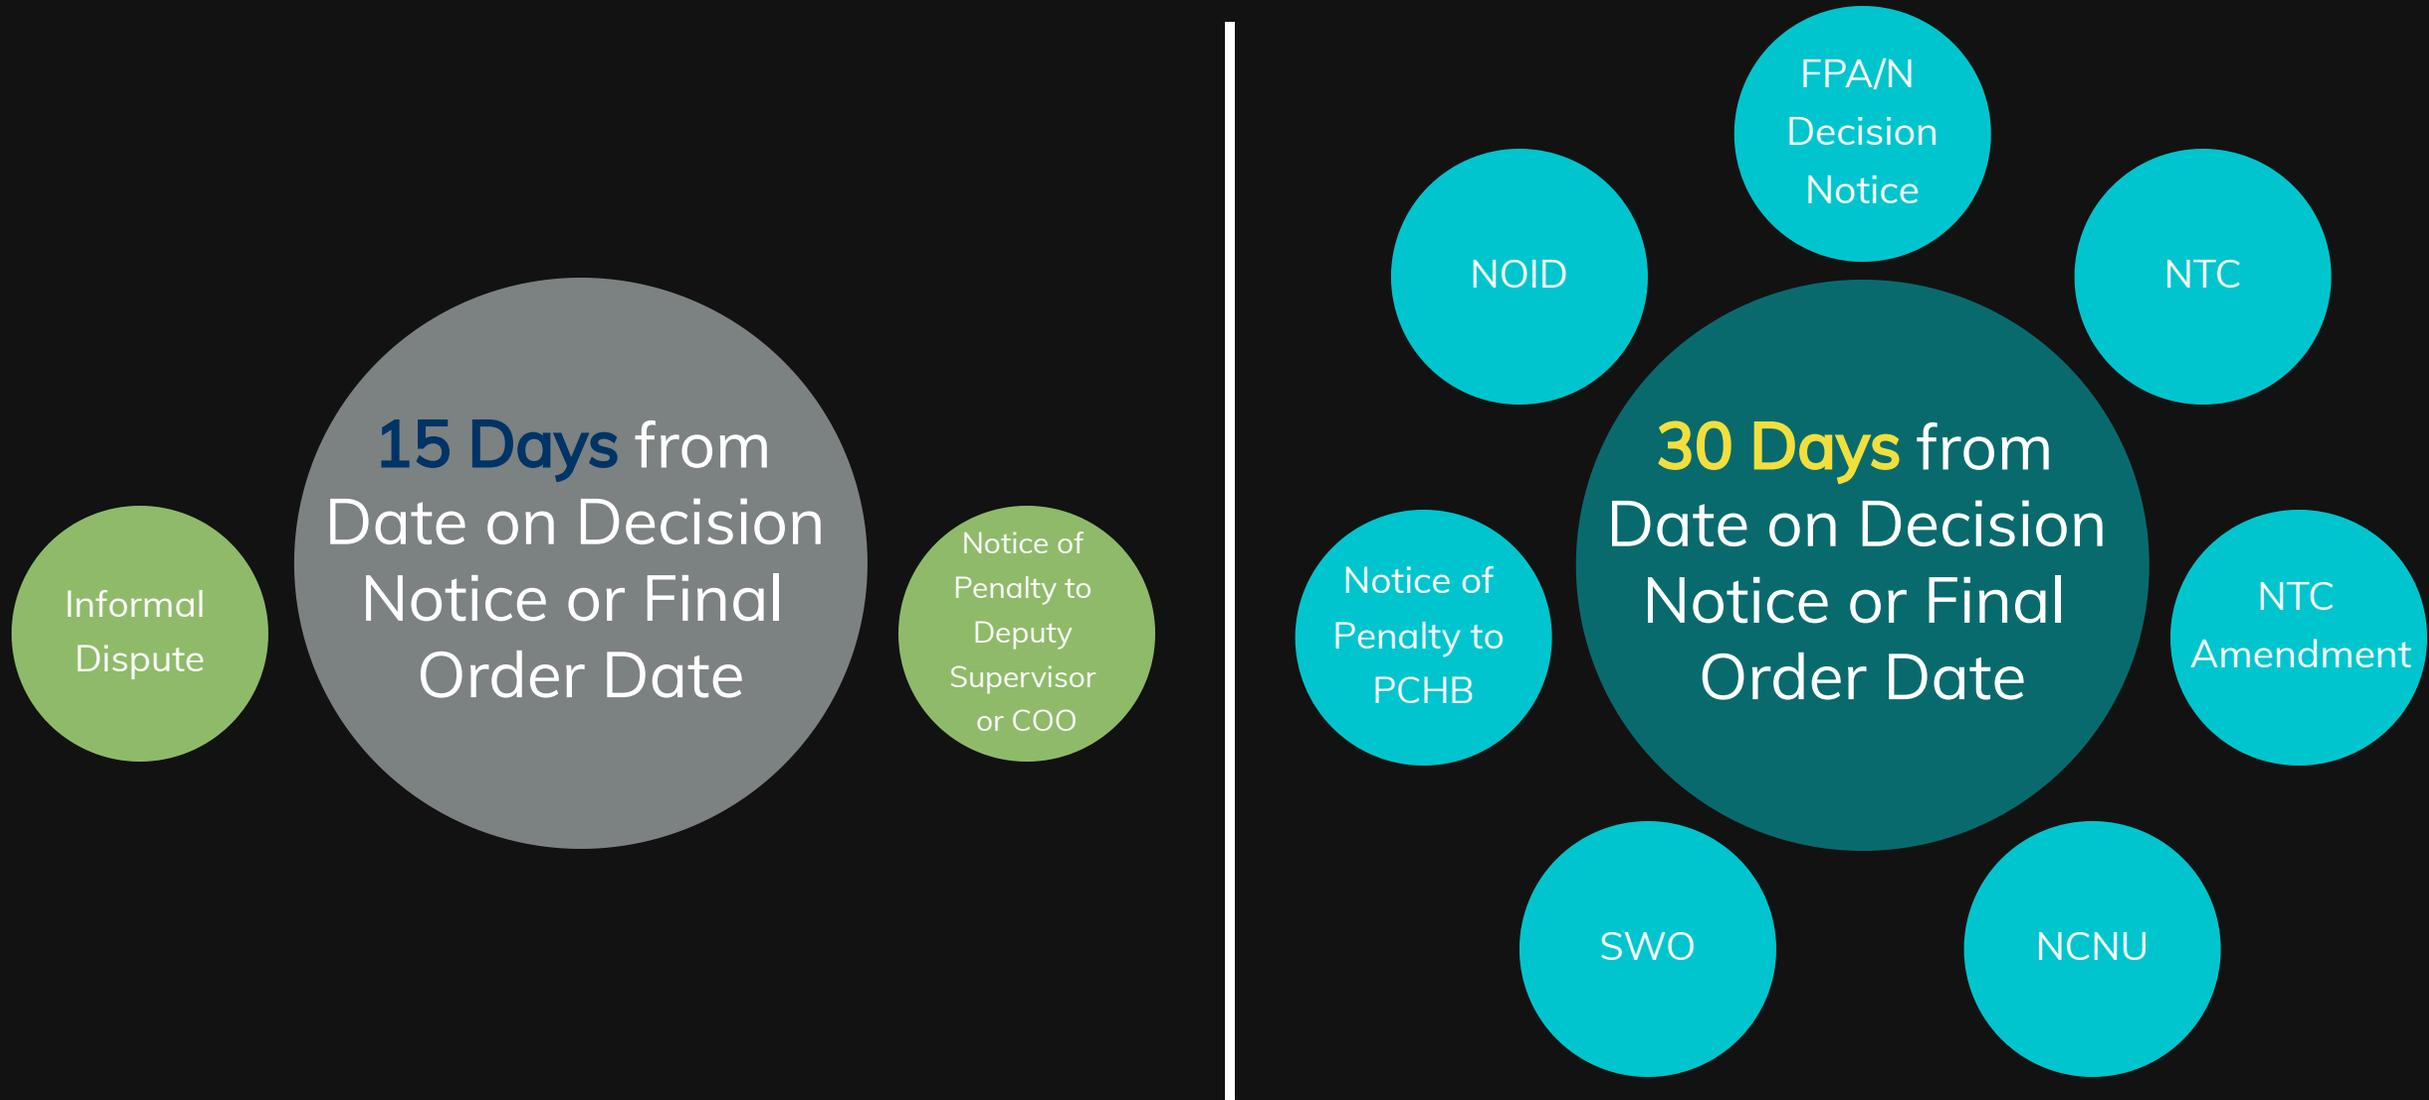 15 Days from
Date on Decision
Notice or Final
Order Date
Informal
Dispute
Notice of
Penalty to
Deputy
Supervisor
or COO
30 Days from
Date on Decision
Notice or Final
Order Date
FPA/N
Decision
Notice
NTC
NTC
Amendment
NCNU
SWO
Notice of
Penalty to
PCHB
NOID